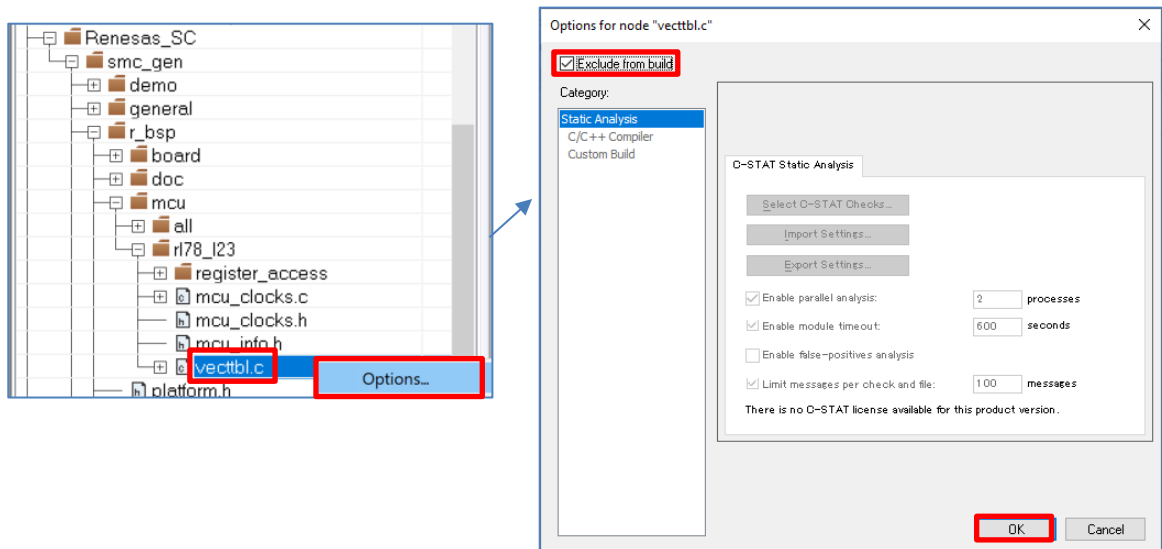 Renesas_SC
smc_gen
demo
general
r_bsp
board
doc
mcu
all
rl78_l23
register_access
mcu_clocks.c
mcu_clocks.h
mcu_info.h
vecttbl.c
Options...
platform.h
Options for node "vecttbl.c"
Exclude from build
Category:
Static Analysis
C/C++ Compiler
Custom Build
C-STAT Static Analysis
Select C-STAT Checks...
Import Settings...
Export Settings...
Enable parallel analysis: 2 processes
Enable module timeout: 600 seconds
Enable false-positives analysis
Limit messages per check and file: 100 messages
There is no C-STAT license available for this product version.
OK Cancel